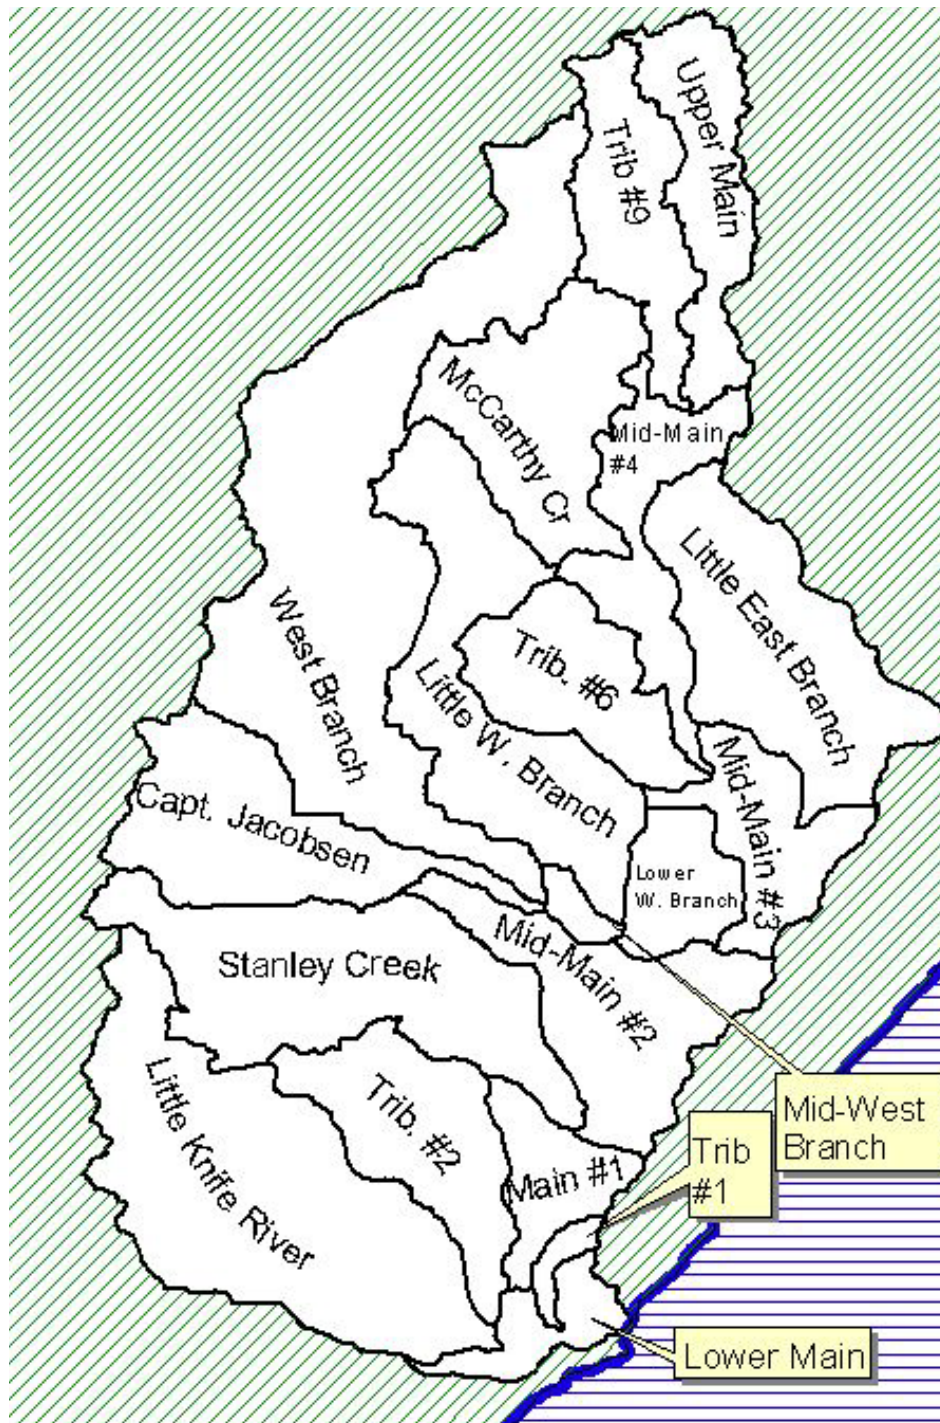 Upper Main
Trib #9
McCarthy Cr
Mid-Main
#4
Little East Branch
West Branch
Trib. #6
Little W. Branch
Mid-Main #3
Capt. Jacobsen
Lower
W. Branch
Mid-Main #2
Stanley Creek
Little Knife River
Trib. #2
Main #1
Mid-West
Branch
Trib
#1
Lower Main